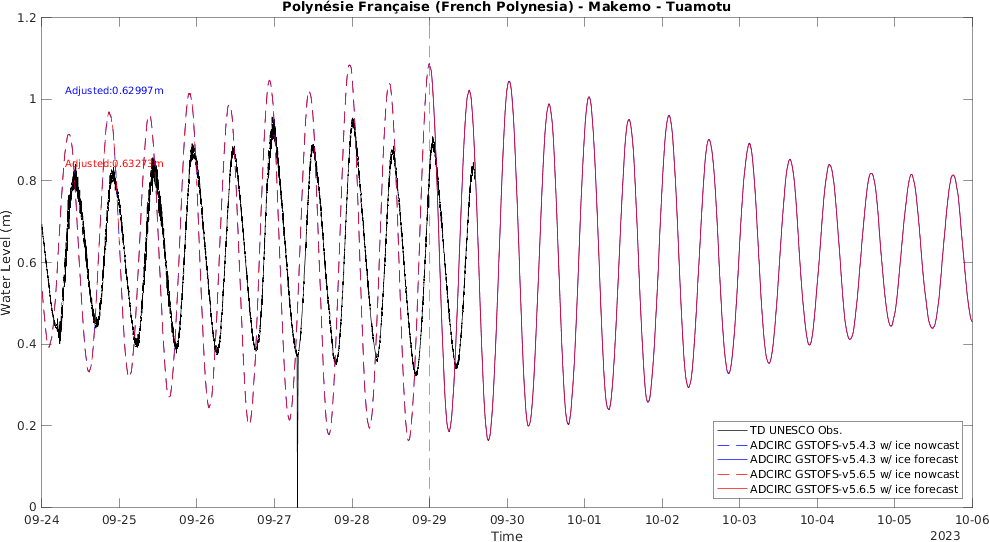 Polynésie Française (French Polynesia) - Makemo - Tuamotu
1.2
1
0.8
0.6
0.4
0.2
0
Water Level (m)
Adjusted:0.62997m
Adjusted:0.63273m
TD UNESCO Obs.
ADCIRC GSTOFS-v5.4.3 w/ ice nowcast
ADCIRC GSTOFS-v5.4.3 w/ ice forecast
ADCIRC GSTOFS-v5.6.5 w/ ice nowcast
ADCIRC GSTOFS-v5.6.5 w/ ice forecast
09-24 09-25 09-26 09-27 09-28 09-29 09-30 10-01 10-02 10-03 10-04 10-05 10-06
Time
2023